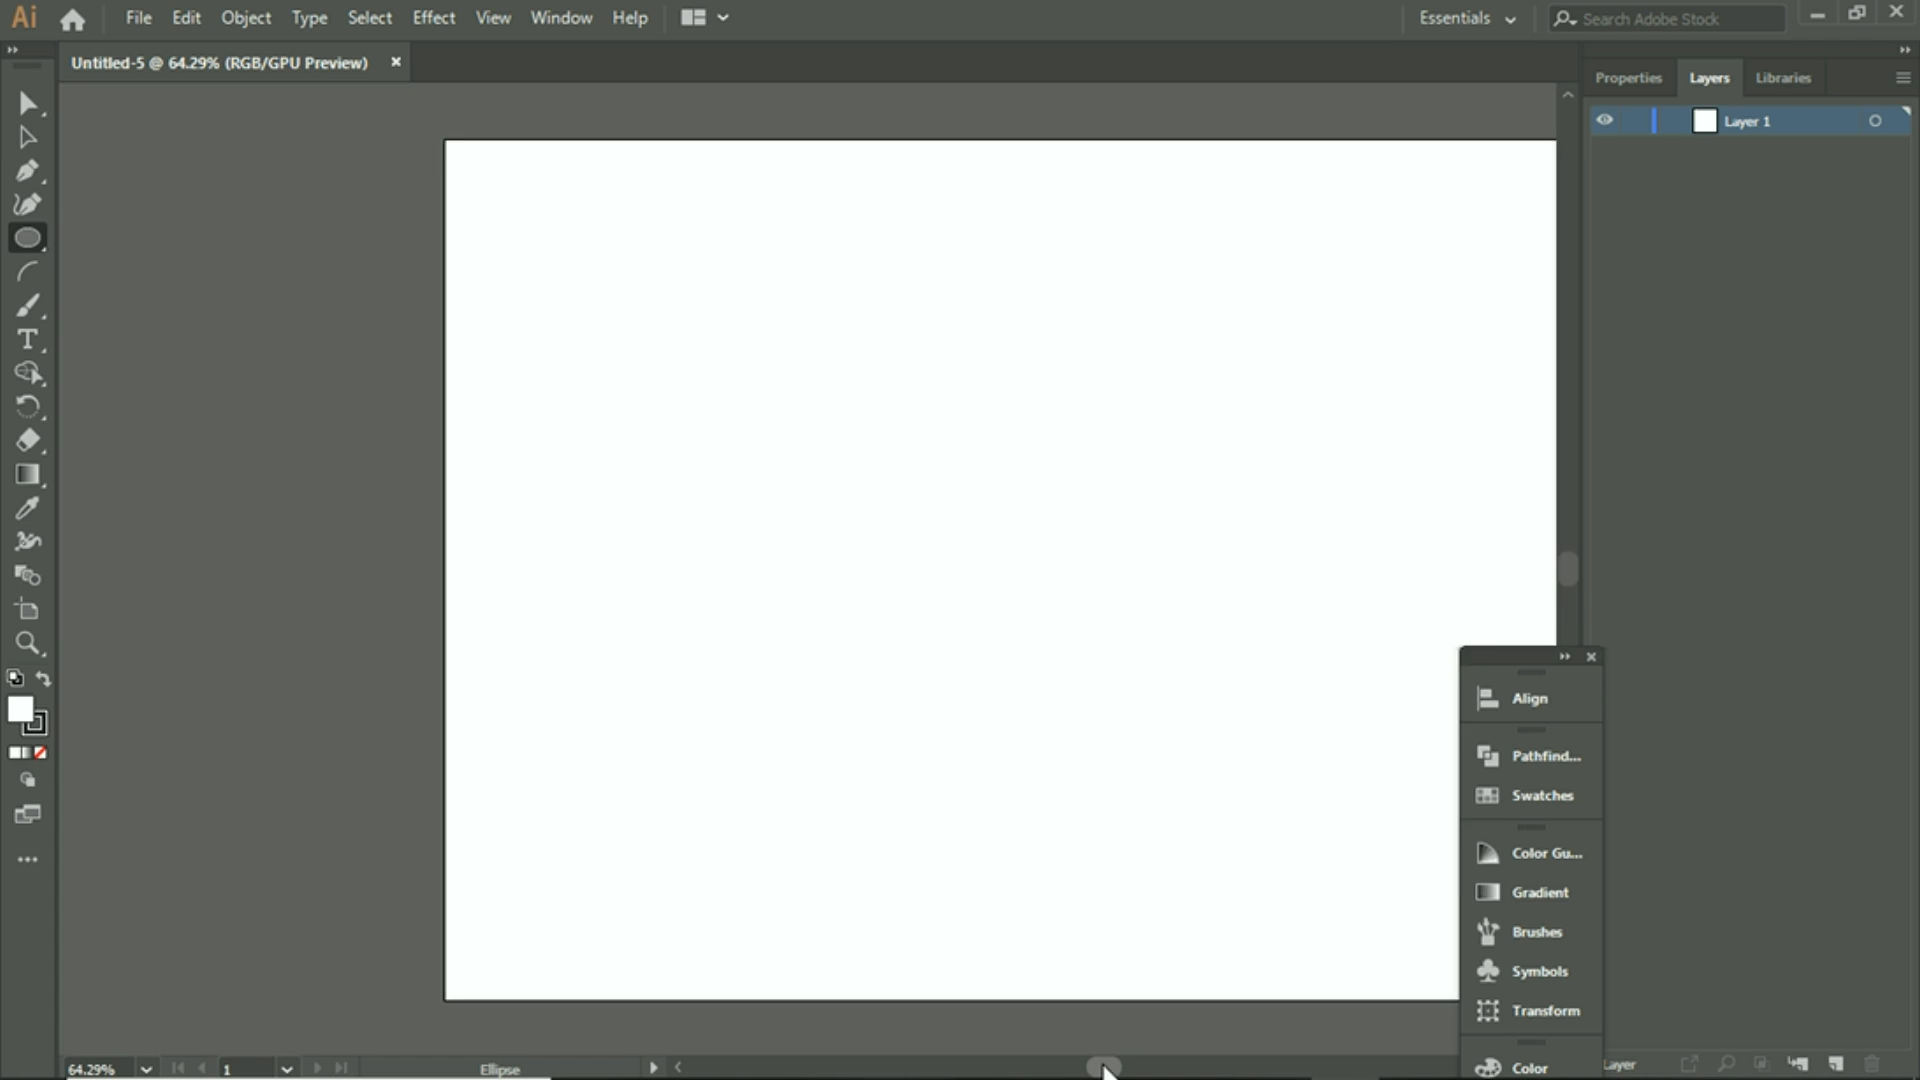 Ai File Edit Object Type Select Effect View Window Help Essentials Search Adobe Stock
Untitled-5 @ 64.29% (RGB/GPU Preview)
Properties Layers Libraries
Layer 1
Align
Pathfind...
Swatches
Color Gu...
Gradient
Brushes
Symbols
Transform
Color
64.29% 1 Ellipse Layer